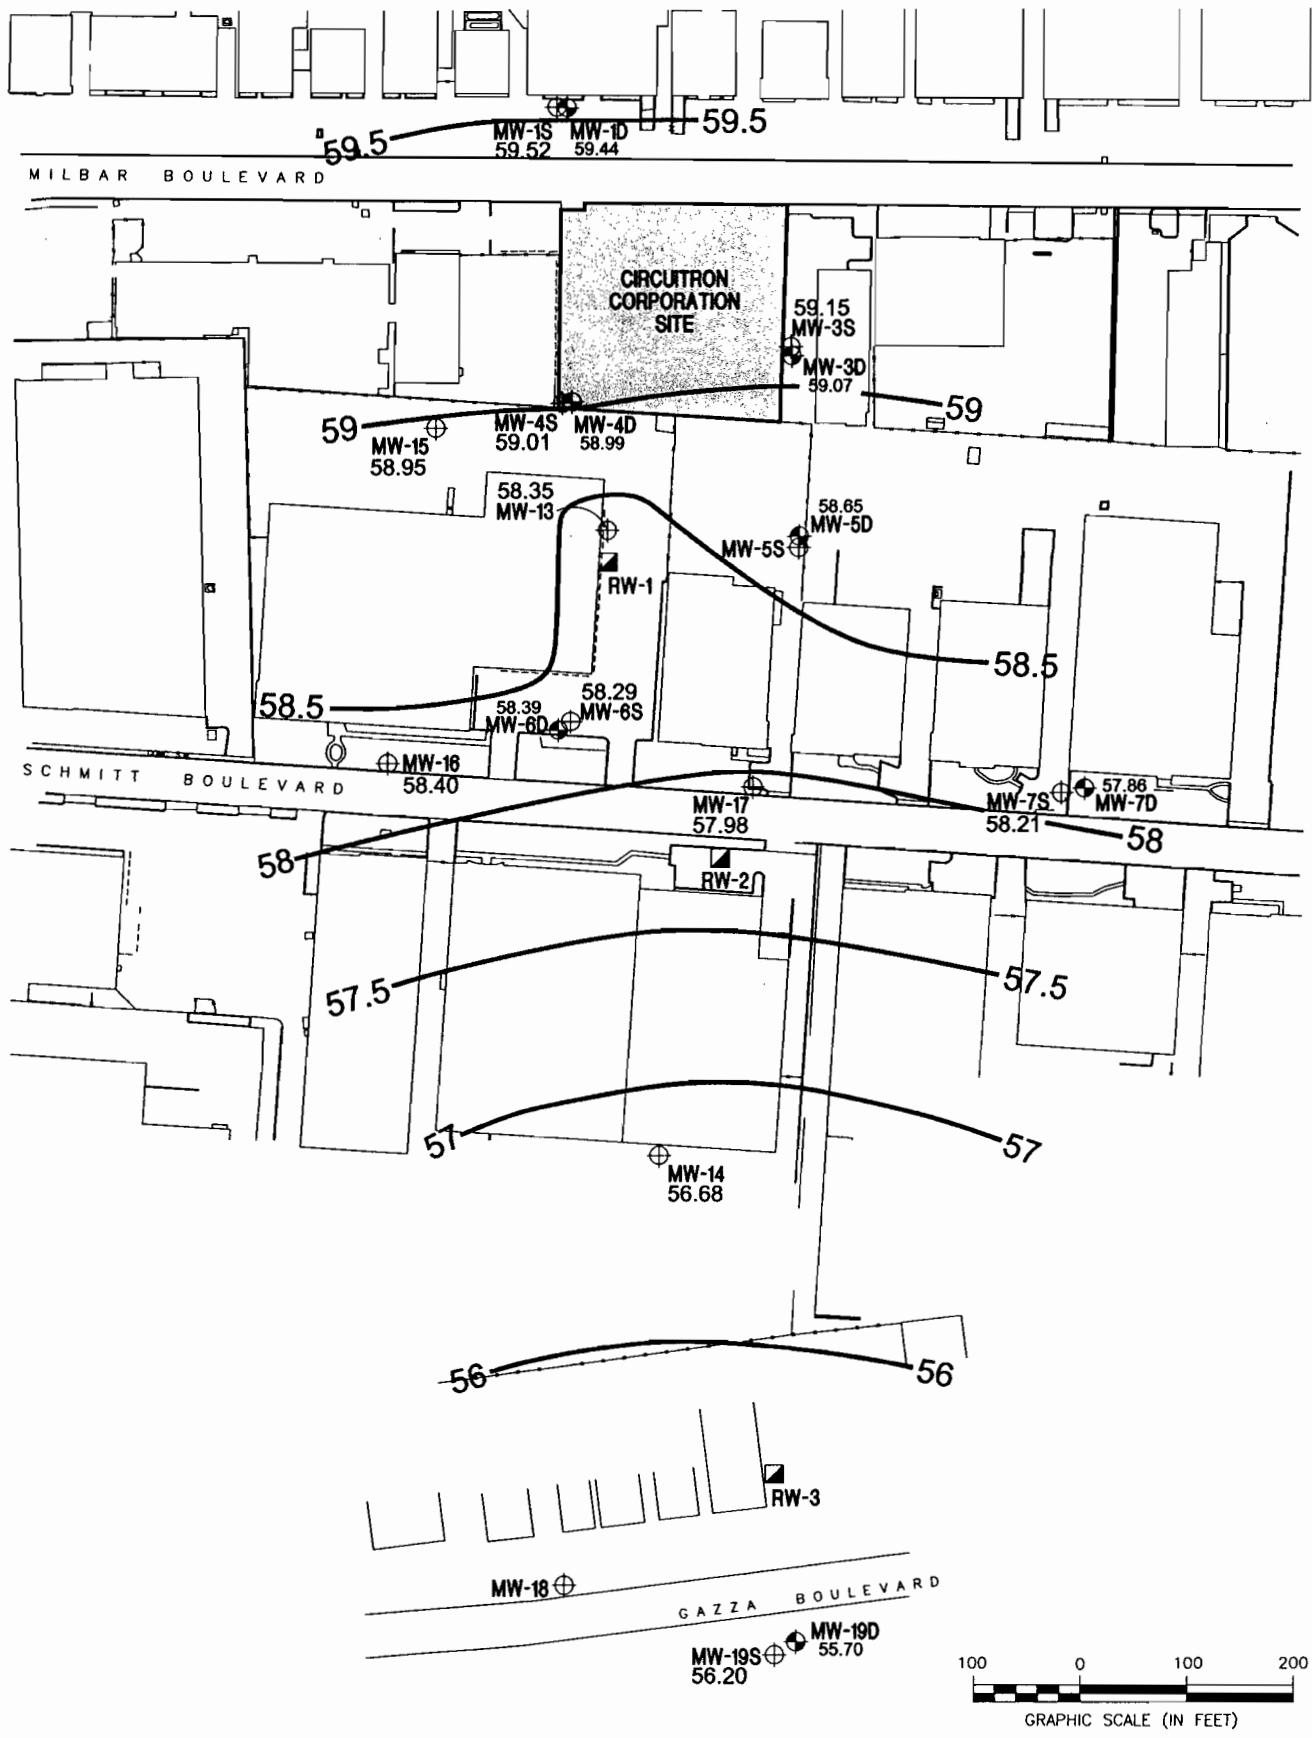 59.5
59.5
MW-1S
59.52
MW-1D
59.44
MILBAR BOULEVARD
CIRCUITRON
CORPORATION
SITE
59.15
MW-3S
MW-3D
59.07
59
59
MW-15
58.95
MW-4S
59.01
MW-4D
58.99
58.35
MW-13
58.65
MW-5D
MW-5S
RW-1
58.5
58.5
58.29
MW-6S
58.39
MW-6D
MW-16
58.40
SCHMITT BOULEVARD
MW-17
57.98
MW-7S
58.21
57.86
MW-7D
58
58
RW-2
57.5
57.5
57
57
MW-14
56.68
56
56
RW-3
MW-18
GAZZA BOULEVARD
MW-19D
55.70
MW-19S
56.20
100 0 100 200
GRAPHIC SCALE (IN FEET)